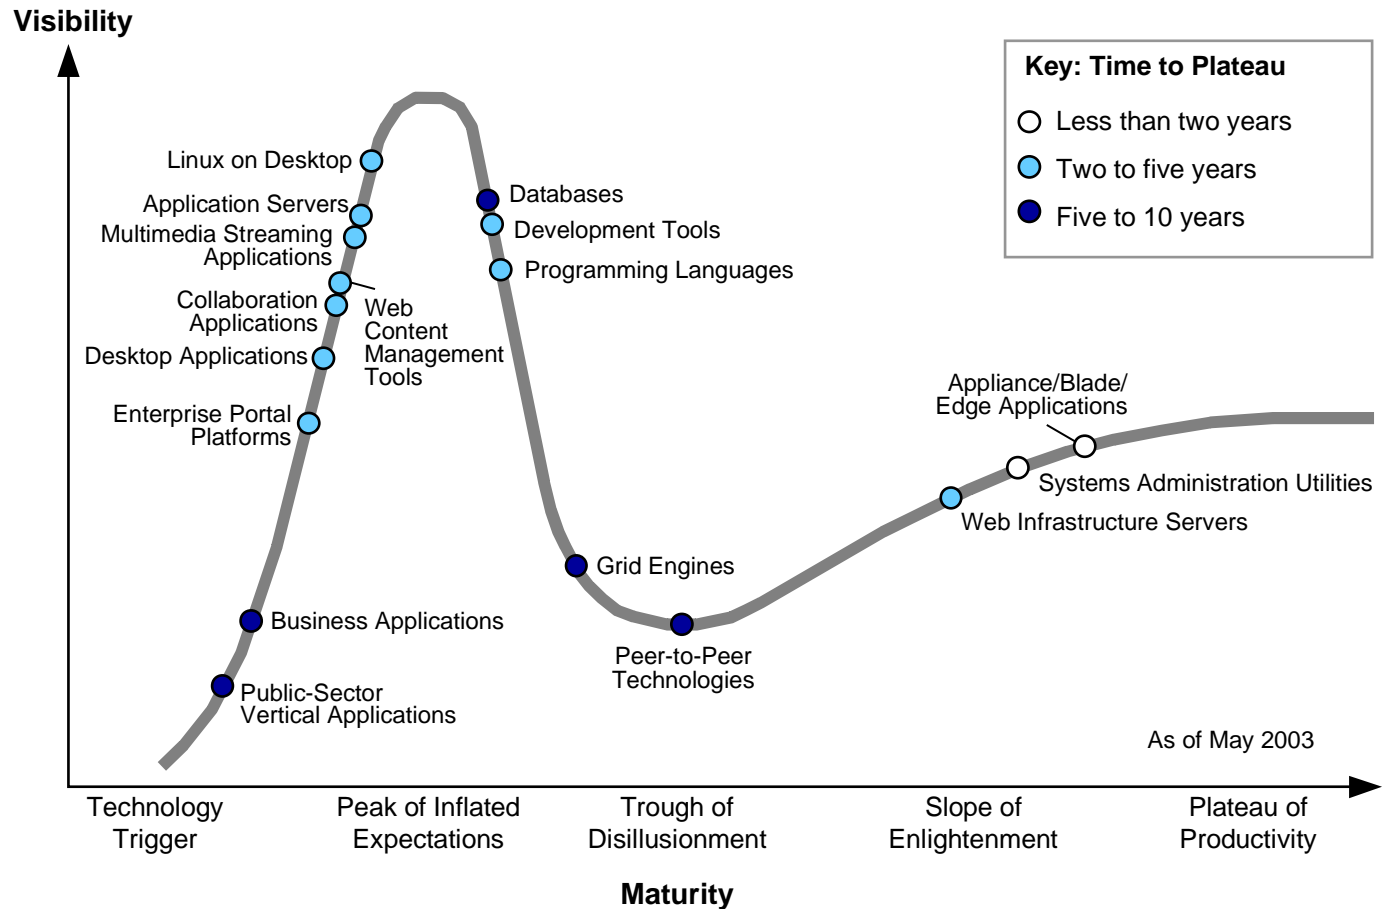 Visibility
Key: Time to Plateau
Less than two years
Two to five years
Five to 10 years
Linux on Desktop
Application Servers
Multimedia Streaming
Applications
Collaboration
Applications
Web
Content
Management
Tools
Desktop Applications
Enterprise Portal
Platforms
Business Applications
Public-Sector
Vertical Applications
Databases
Development Tools
Programming Languages
Grid Engines
Peer-to-Peer
Technologies
Appliance/Blade/
Edge Applications
Systems Administration Utilities
Web Infrastructure Servers
As of May 2003
Technology
Trigger
Peak of Inflated
Expectations
Trough of
Disillusionment
Slope of
Enlightenment
Plateau of
Productivity
Maturity